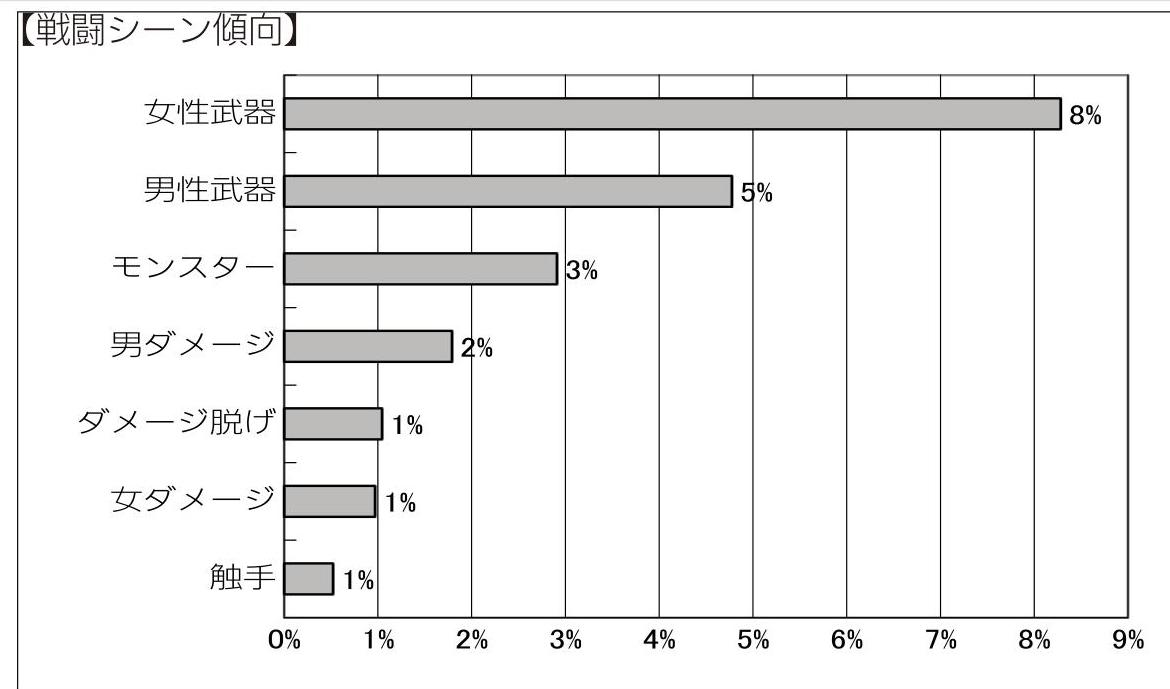 【戦闘シーン傾向】
女性武器 8%
男性武器 5%
モンスター 3%
男ダメージ 2%
ダメージ脱げ 1%
女ダメージ 1%
触手 1%
0% 1% 2% 3% 4% 5% 6% 7% 8% 9%